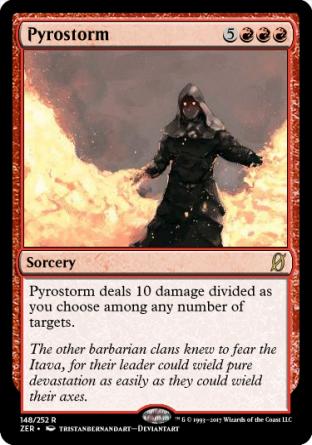 Pyrostorm 5
Sorcery
Pyrostorm deals 10 damage divided as
you choose among any number of
targets.
The other barbarian clans knew to fear the
Itava, for their leader could wield pure
devastation as easily as they could wield
their axes.
148/252 R
ZER • TRISTANBERNANDART—DEVIANTART
™ & © 1993–2017 Wizards of the Coast LLC